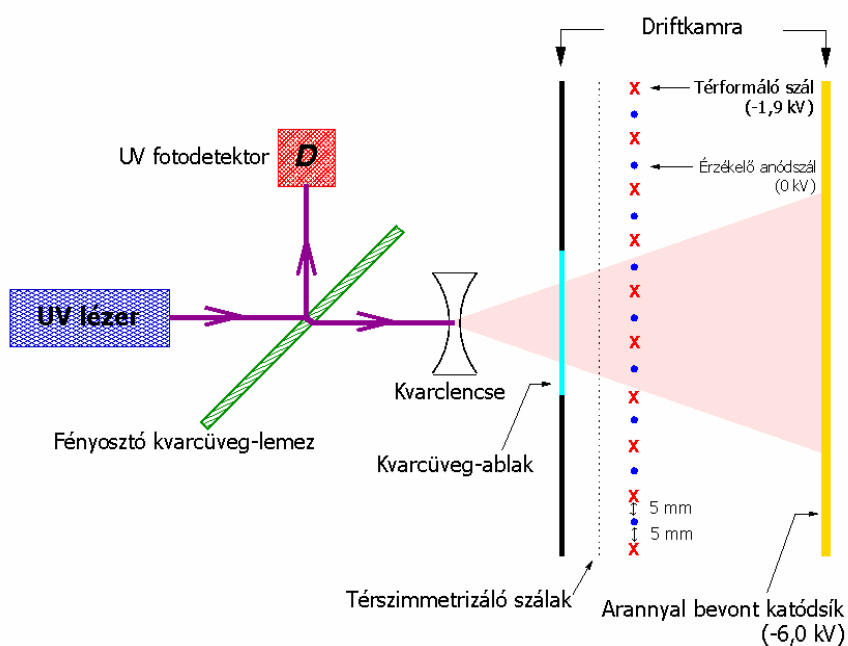 Driftkamra
Térformáló szál
(-1,9 kV)
UV fotodetektor
D
Érzékelő anódszál
(0 kV)
UV lézer
Kvarclencse
Fényosztó kvarcüveg-lemez
Kvarcüveg-ablak
X
X
X
X
X
X
X
X
X
X
5 mm
5 mm
Térszimmetrizáló szálak
Arannyal bevont katódsík
(-6,0 kV)